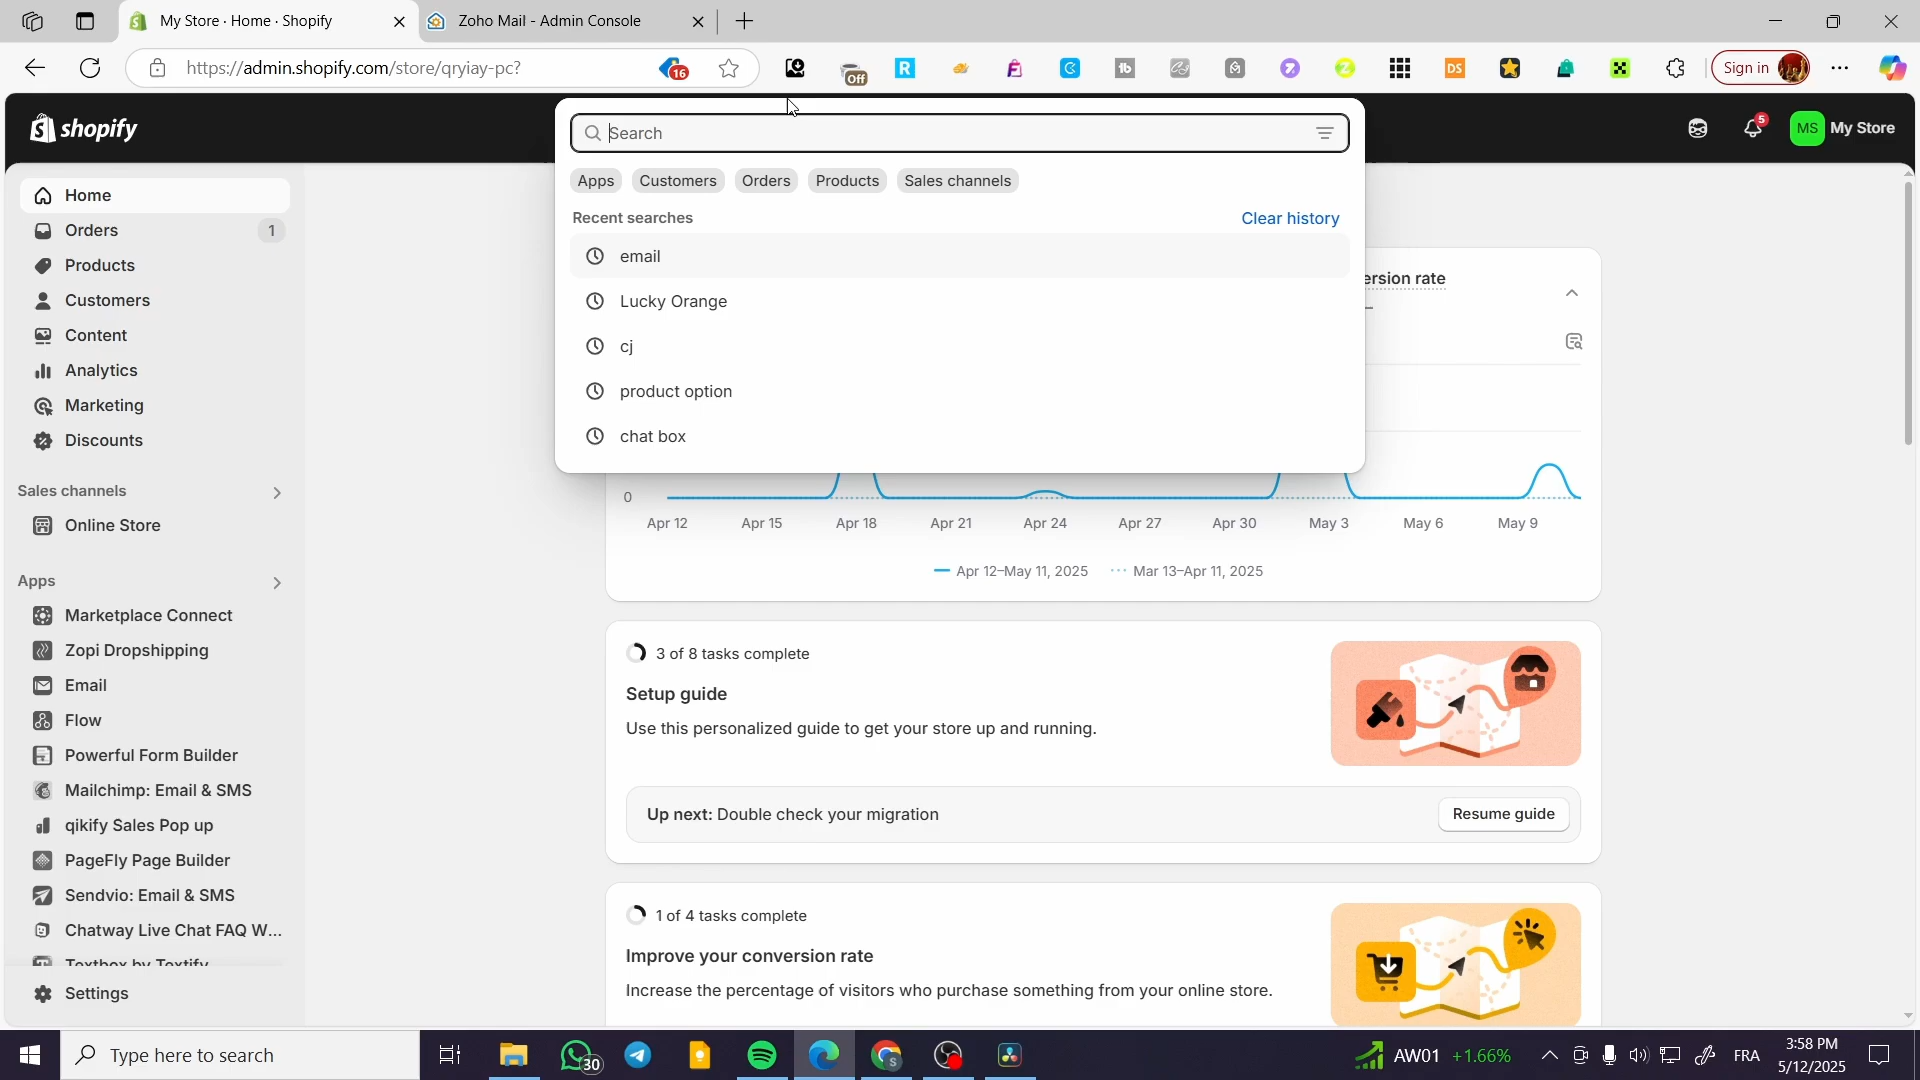 My Store · Home · Shopify
Zoho Mail - Admin Console
https://admin.shopify.com/store/qryiay-pc?
16
Off
Sign in
shopify
Search
5
MS
My Store
Apps
Customers
Orders
Products
Sales channels
Recent searches
Clear history
email
Lucky Orange
cj
product option
chat box
Home
Orders
1
Products
Customers
Content
Analytics
Marketing
Discounts
Sales channels
Online Store
Apps
Marketplace Connect
Zopi Dropshipping
Email
Flow
Powerful Form Builder
Mailchimp: Email & SMS
qikify Sales Pop up
PageFly Page Builder
Sendvio: Email & SMS
Chatway Live Chat FAQ W...
Textbox by Textify
Settings
ersion rate
0
Apr 12
Apr 15
Apr 18
Apr 21
Apr 24
Apr 27
Apr 30
May 3
May 6
May 9
Apr 12–May 11, 2025
Mar 13–Apr 11, 2025
3 of 8 tasks complete
Setup guide
Use this personalized guide to get your store up and running.
Up next: Double check your migration
Resume guide
1 of 4 tasks complete
Improve your conversion rate
Increase the percentage of visitors who purchase something from your online store.
Type here to search
30
AW01 +1.66%
FRA
3:58 PM
5/12/2025